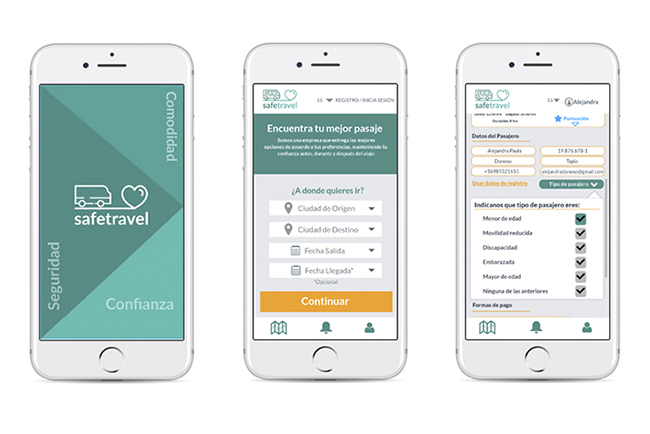 Comodidad
safetravel
Seguridad
Confianza
safetravel
ES REGISTRO / INICIA SESIÓN
Encuentra tu mejor pasaje
Somos una empresa que entrega las mejores
opciones de acuerdo a tus preferencias, manteniendo tu
confianza antes, durante y después del viaje.
¿A donde quieres ir?
Ciudad de Origen
Ciudad de Destino
Fecha Salida
Fecha Llegada*
*Opcional
Continuar
safetravel
ES Alejandra
Puntuación
Datos del Pasajero
Alejandra Paula 19.876.678-1
Donoso Tapia
+56985321651 alejandradonoso@gmail.com
Usar datos de registro Tipo de pasajero
Indícanos que tipo de pasajero eres:
Menor de edad
Movilidad reducida
Discapacidad
Embarazada
Mayor de edad
Ninguna de las anteriores
Formas de pago